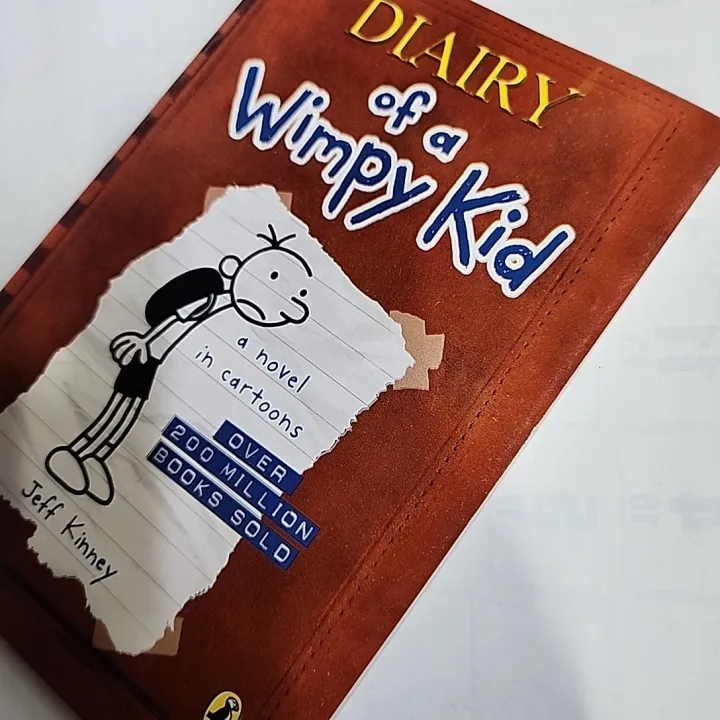 DIAIRY
of a
Wimpy Kid
a novel
in cartoons
OVER
200 MILLION
BOOKS SOLD
Jeff Kinney